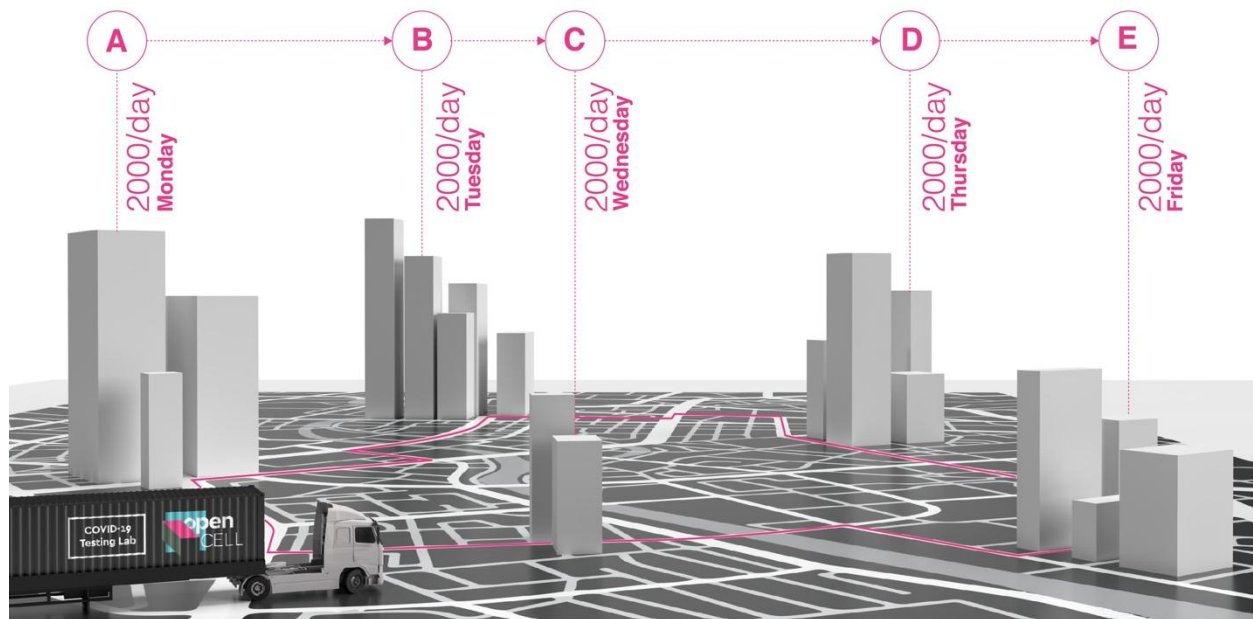 A
B
C
D
E
2000/day
Monday
2000/day
Tuesday
2000/day
Wednesday
2000/day
Thursday
2000/day
Friday
COVID-19
Testing Lab
open
CELL